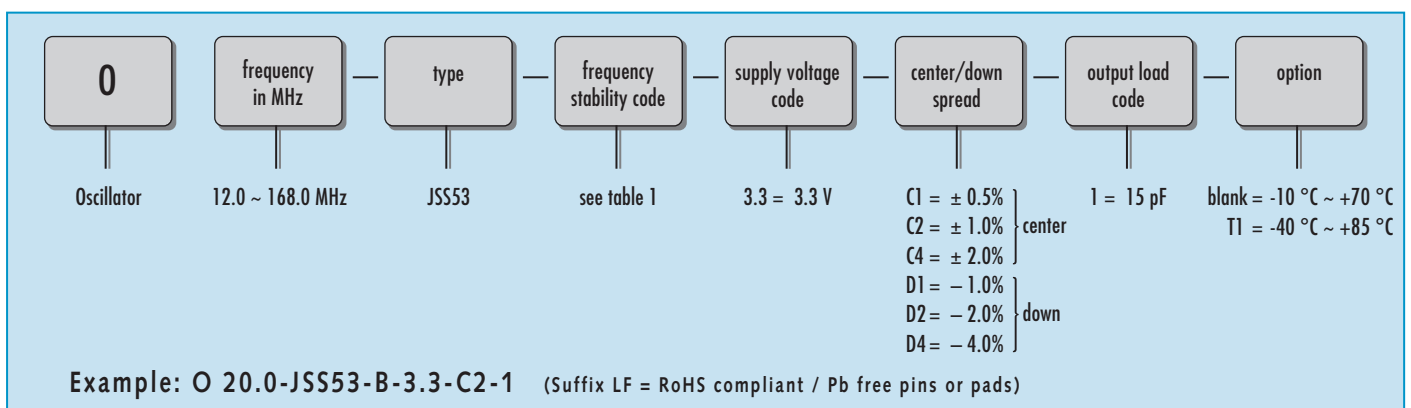 O
frequency
in MHz
—
type
—
frequency
stability code
—
supply voltage
code
—
center/down
spread
—
output load
code
—
option
Oscillator
12.0 ~ 168.0 MHz
JSS53
see table 1
3.3 = 3.3 V
C1 = ± 0.5%
C2 = ± 1.0%
C4 = ± 2.0%
center
D1 = – 1.0%
D2 = – 2.0%
D4 = – 4.0%
down
1 = 15 pF
blank = -10 °C ~ +70 °C
T1 = -40 °C ~ +85 °C
Example: O 20.0-JSS53-B-3.3-C2-1 (Suffix LF = RoHS compliant / Pb free pins or pads)